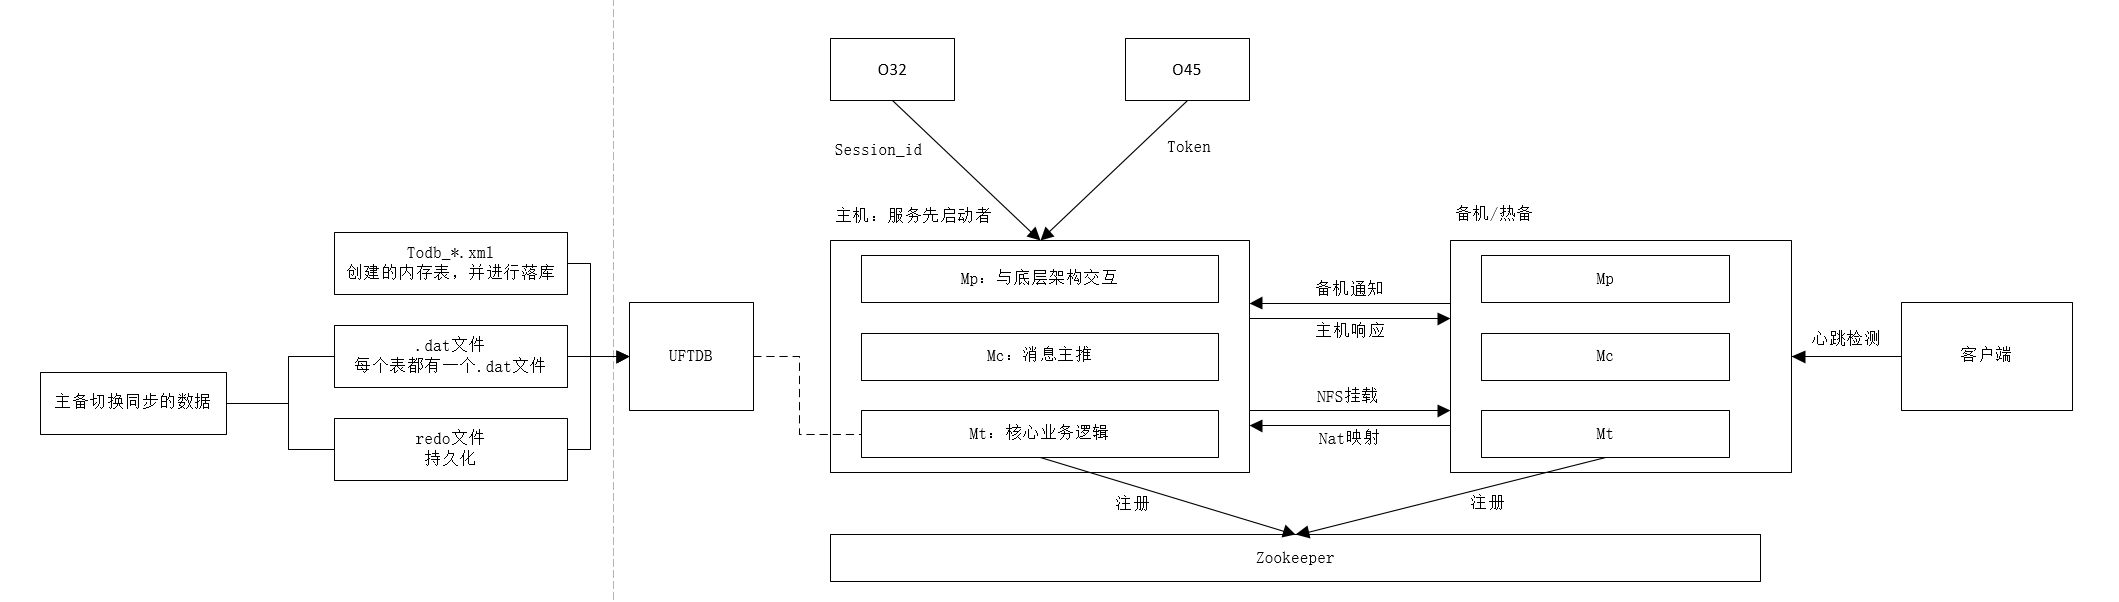 O32
O45
Session_id
Token
主机：服务先启动者
备机/热备
Todb_*.xml
创建的内存表，并进行落库
Mp：与底层架构交互
Mp
备机通知
主机响应
.dat文件
每个表都有一个.dat文件
UFTDB
Mc：消息主推
Mc
心跳检测
客户端
主备切换同步的数据
NFS挂载
Nat映射
redo文件
持久化
Mt：核心业务逻辑
Mt
注册
注册
Zookeeper